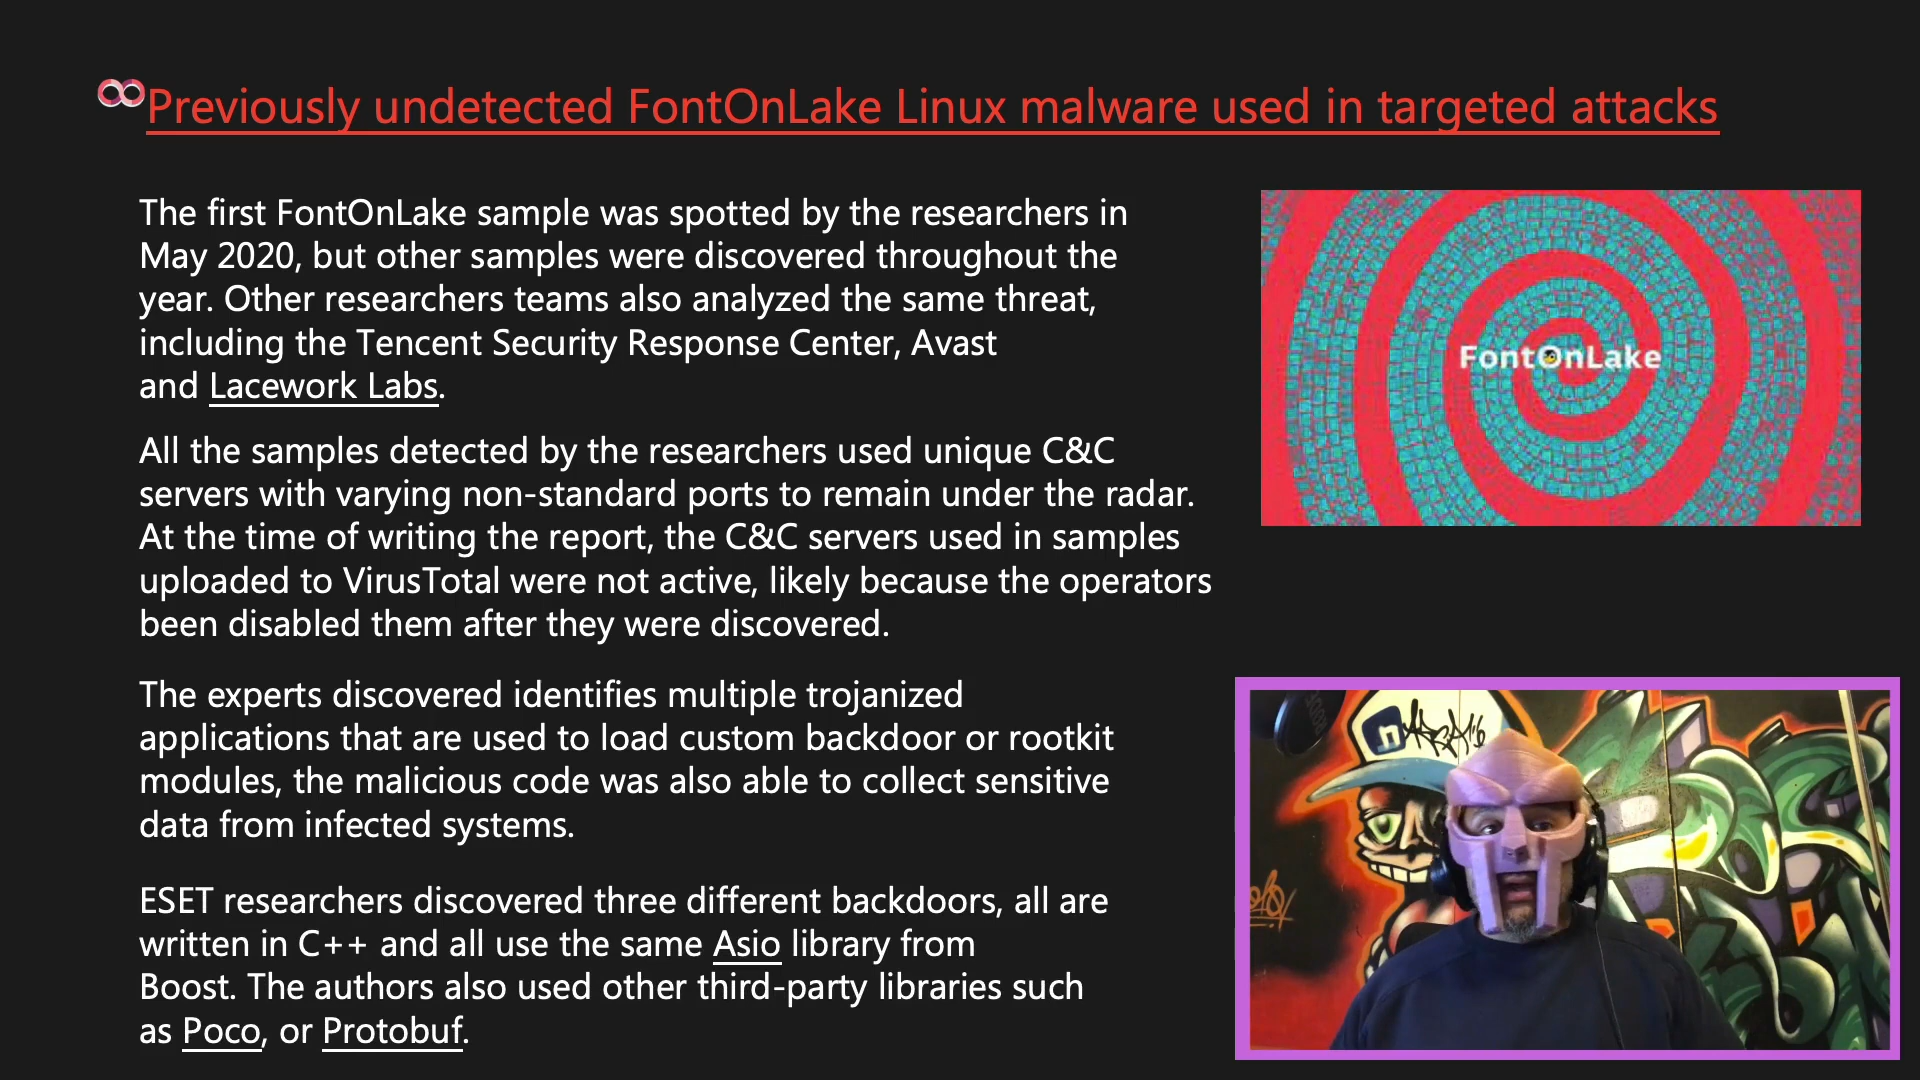 Previously undetected FontOnLake Linux malware used in targeted attacks
The first FontOnLake sample was spotted by the researchers in
May 2020, but other samples were discovered throughout the
year. Other researchers teams also analyzed the same threat,
including the Tencent Security Response Center, Avast
and Lacework Labs.
All the samples detected by the researchers used unique C&C
servers with varying non-standard ports to remain under the radar.
At the time of writing the report, the C&C servers used in samples
uploaded to VirusTotal were not active, likely because the operators
been disabled them after they were discovered.
The experts discovered identifies multiple trojanized
applications that are used to load custom backdoor or rootkit
modules, the malicious code was also able to collect sensitive
data from infected systems.
ESET researchers discovered three different backdoors, all are
written in C++ and all use the same Asio library from
Boost. The authors also used other third-party libraries such
as Poco, or Protobuf.
FontOnLake